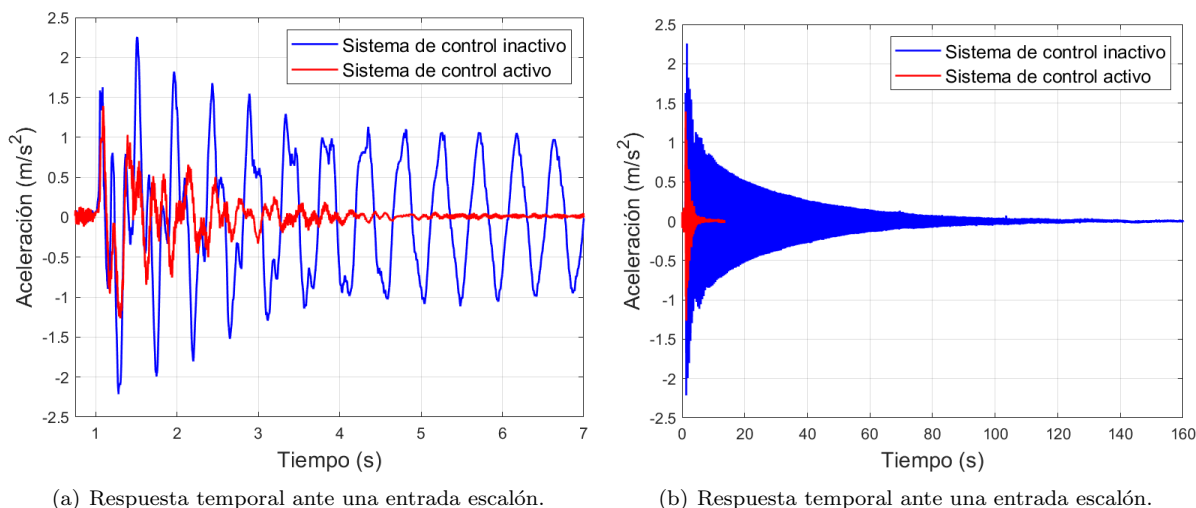 2.5
2
1.5
1
0.5
0
-0.5
-1
-1.5
-2
-2.5
Aceleración (m/s²)
Sistema de control inactivo
Sistema de control activo
1 2 3 4 5 6 7
Tiempo (s)
(a) Respuesta temporal ante una entrada escalón.
2.5
2
1.5
1
0.5
0
-0.5
-1
-1.5
-2
-2.5
Aceleración (m/s²)
Sistema de control inactivo
Sistema de control activo
0 20 40 60 80 100 120 140 160
Tiempo (s)
(b) Respuesta temporal ante una entrada escalón.